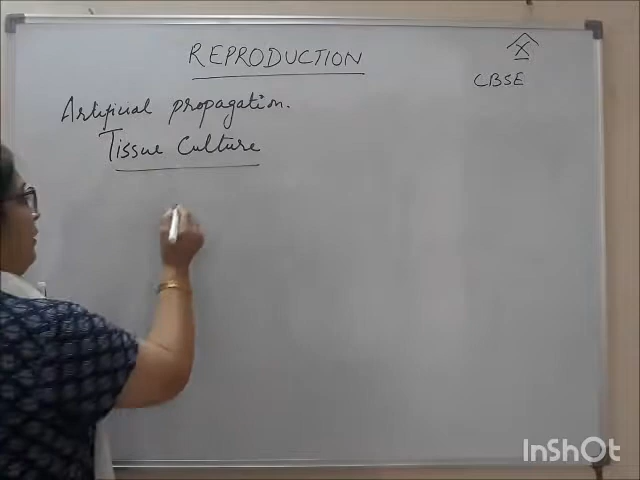 REPRODUCTION
X
CBSE
Artificial propagation.
Tissue Culture
InShOt